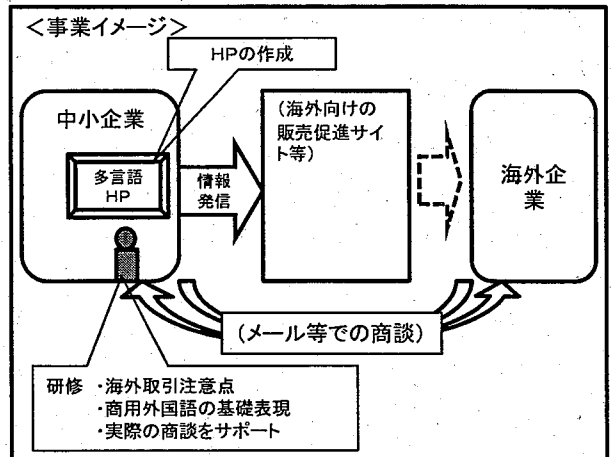 ＜事業イメージ＞
HPの作成
中小企業
多言語
HP
情報
発信
（海外向けの
販売促進サイ
ト等）
海外企
業
（メール等での商談）
研修 ・海外取引注意点
・商用外国語の基礎表現
・実際の商談をサポート